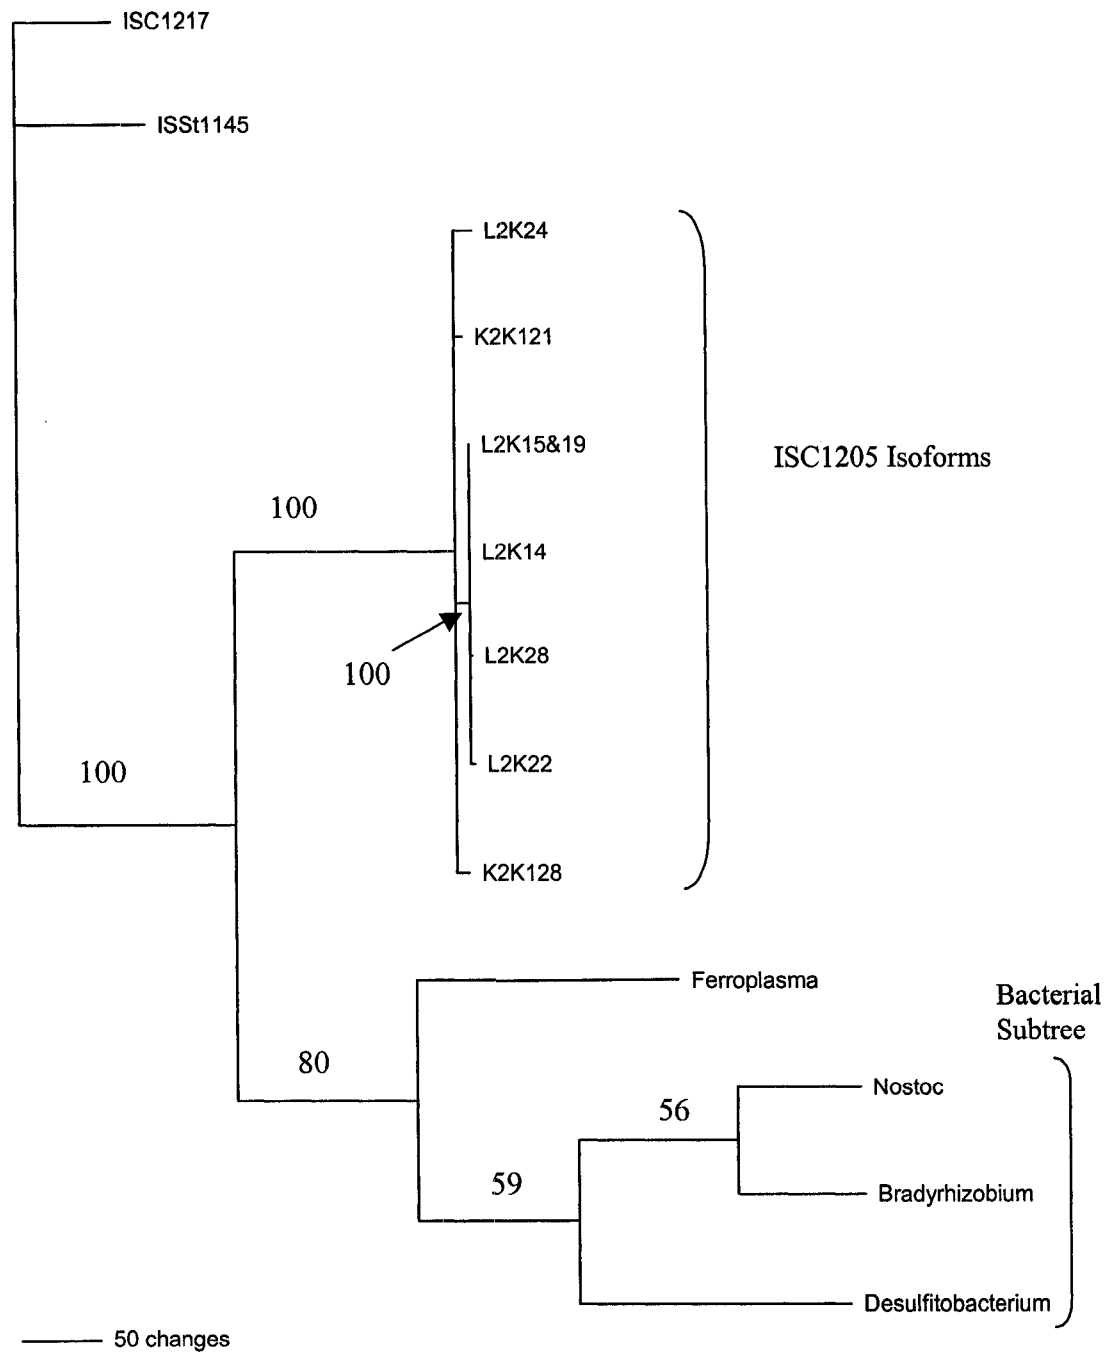 ISC1217
ISSt1145
L2K24
K2K121
L2K15&19
ISC1205 Isoforms
100
L2K14
L2K28
100
L2K22
100
K2K128
Ferroplasma
Bacterial
Subtree
80
Nostoc
56
59
Bradyrhizobium
Desulfitobacterium
50 changes